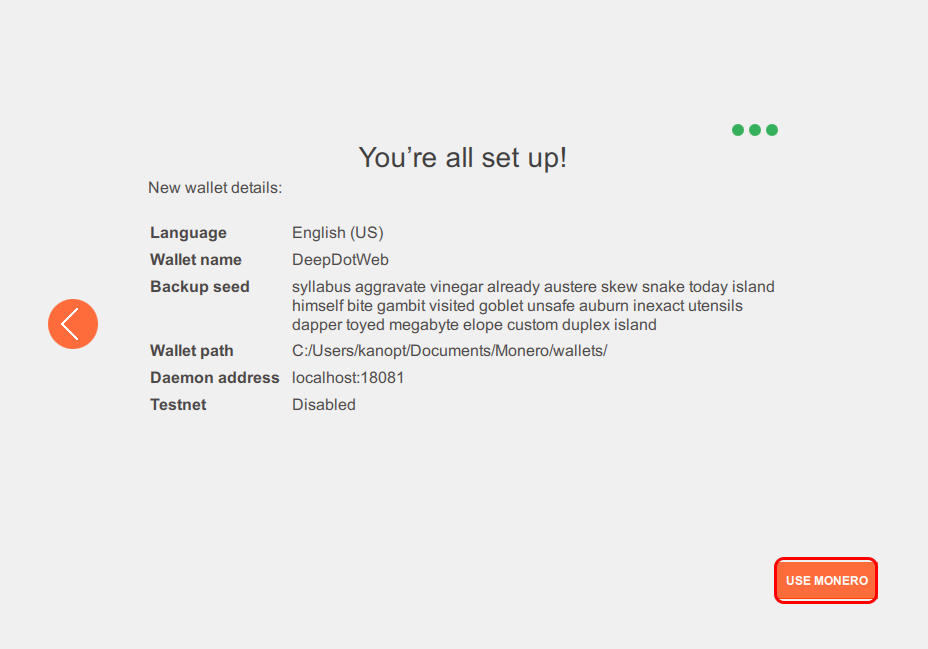 You're all set up!
New wallet details:
Language English (US)
Wallet name DeepDotWeb
Backup seed syllabus aggravate vinegar already austere skew snake today island
himself bite gambit visited goblet unsafe auburn inexact utensils
dapper toyed megabyte elope custom duplex island
Wallet path C:/Users/kanopt/Documents/Monero/wallets/
Daemon address localhost:18081
Testnet Disabled
USE MONERO